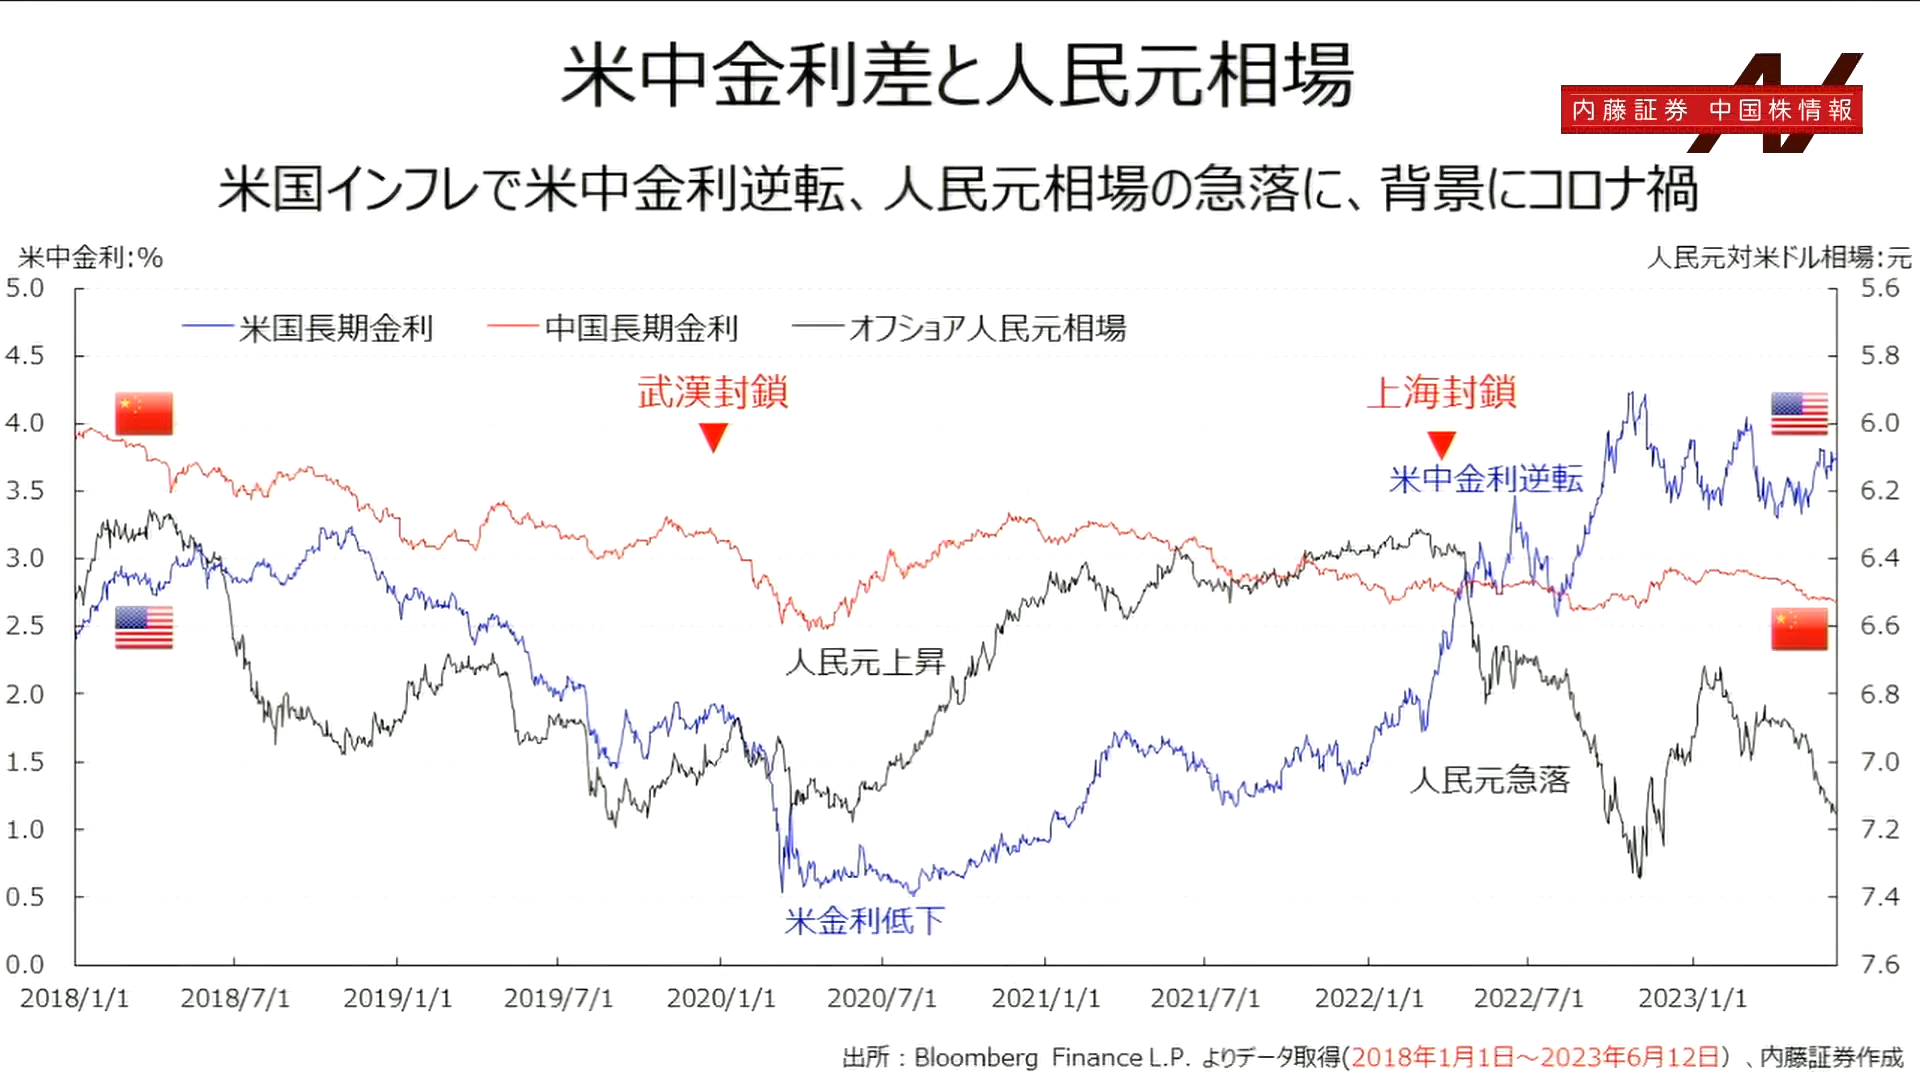 米中金利差と人民元相場
内藤証券 中国株情報
米国インフレで米中金利逆転、人民元相場の急落に、背景にコロナ禍
米中金利:%
人民元対米ドル相場:元
5.0
5.6
米国長期金利
中国長期金利
オフショア人民元相場
4.5
5.8
武漢封鎖
上海封鎖
4.0
6.0
米中金利逆転
3.5
6.2
3.0
6.4
2.5
6.6
人民元上昇
2.0
6.8
1.5
7.0
人民元急落
1.0
7.2
0.5
7.4
米金利低下
0.0
7.6
2018/1/1 2018/7/1 2019/1/1 2019/7/1 2020/1/1 2020/7/1 2021/1/1 2021/7/1 2022/1/1 2022/7/1 2023/1/1
出所：Bloomberg Finance L.P. よりデータ取得(2018年1月1日～2023年6月12日）、内藤証券作成